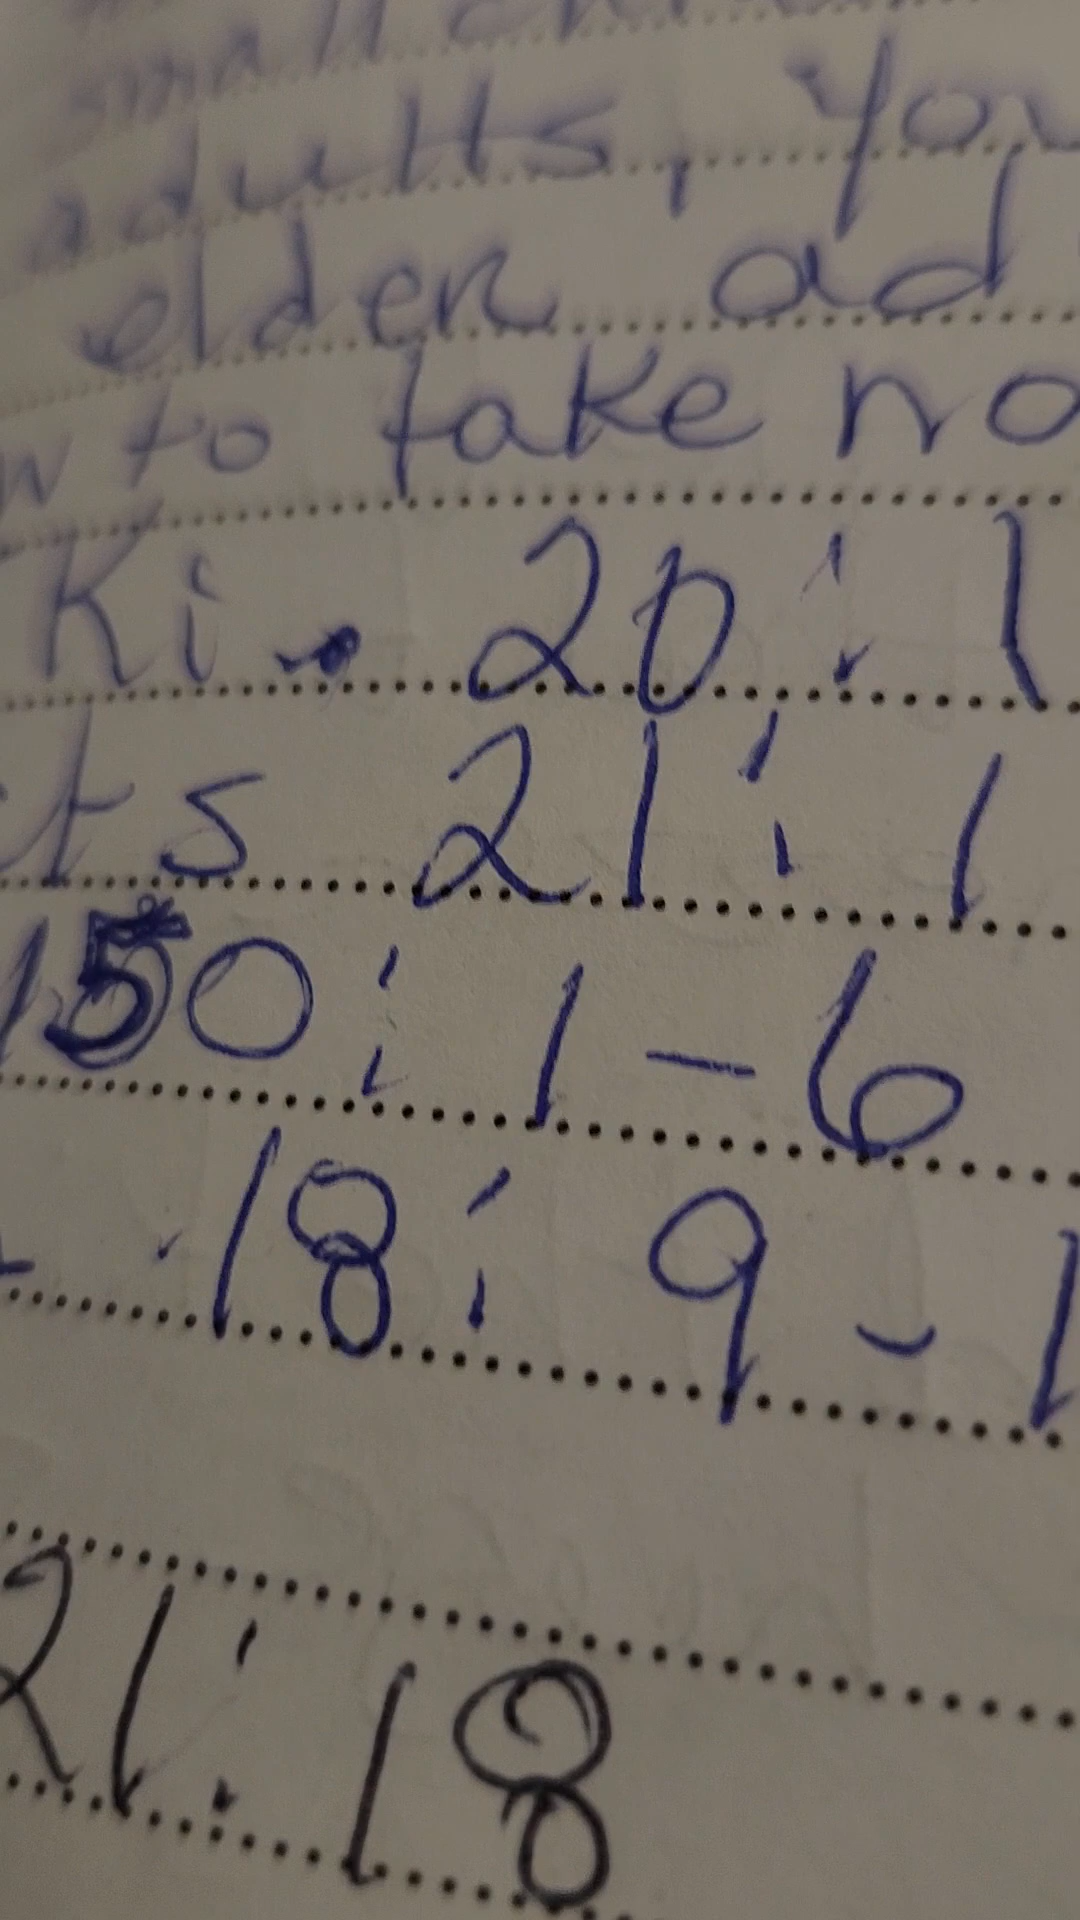 small
adults, you
elder ad
to take no
Ki. 20:1
ts 21:1
150:1-6
18:9-1
21:18